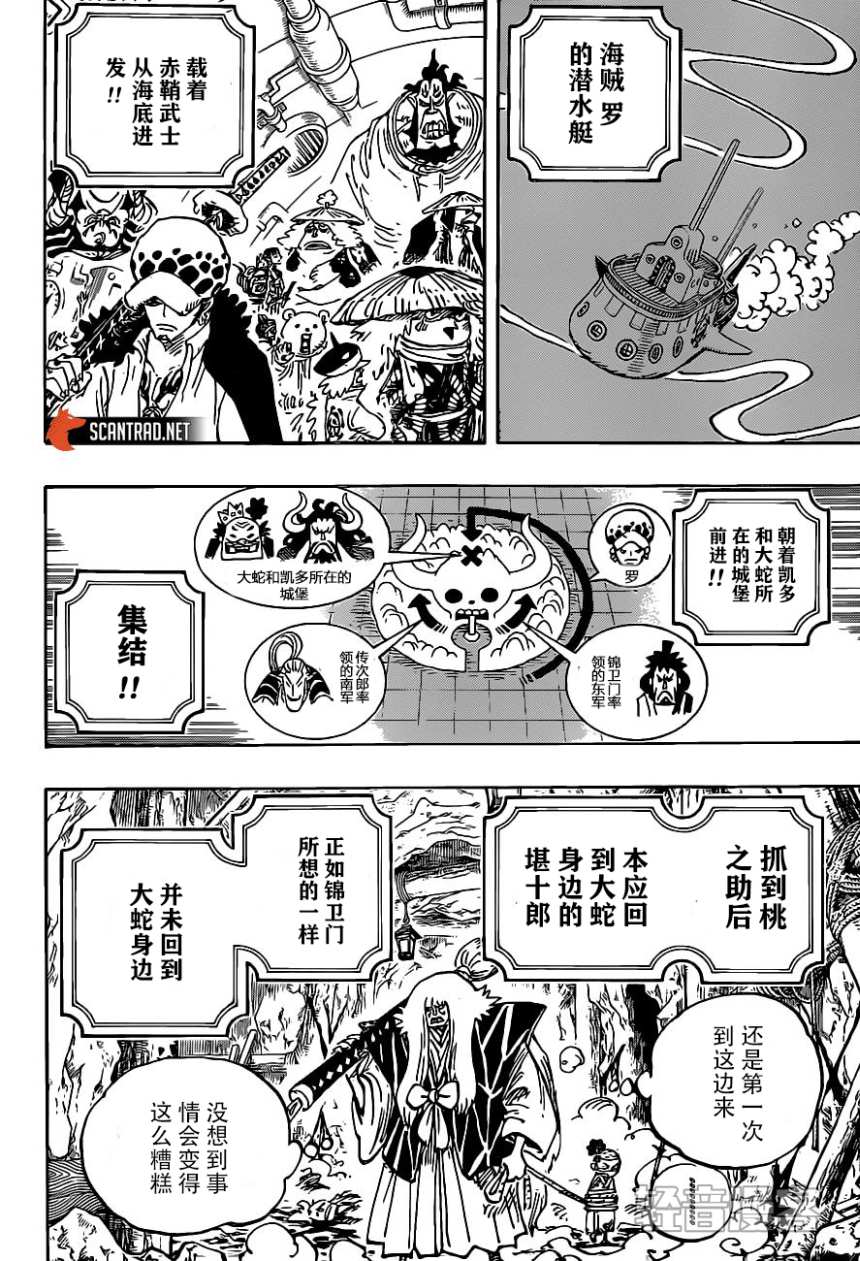 海贼 罗
的潜水艇
载着
赤鞘武士
从海底进
发!!
SCANTRAD.NET
朝着凯多
和大蛇所
在的城堡
前进!!
罗
大蛇和凯多所在的
城堡
锦卫门率
领的东军
传次郎率
领的南军
集结!!
抓到桃
之助后
本应回
到大蛇
身边的
堪十郎
正如锦卫门
所想的一样
并未回到
大蛇身边
还是第一次
到这边来
没想到事
情会变得
这么糟糕